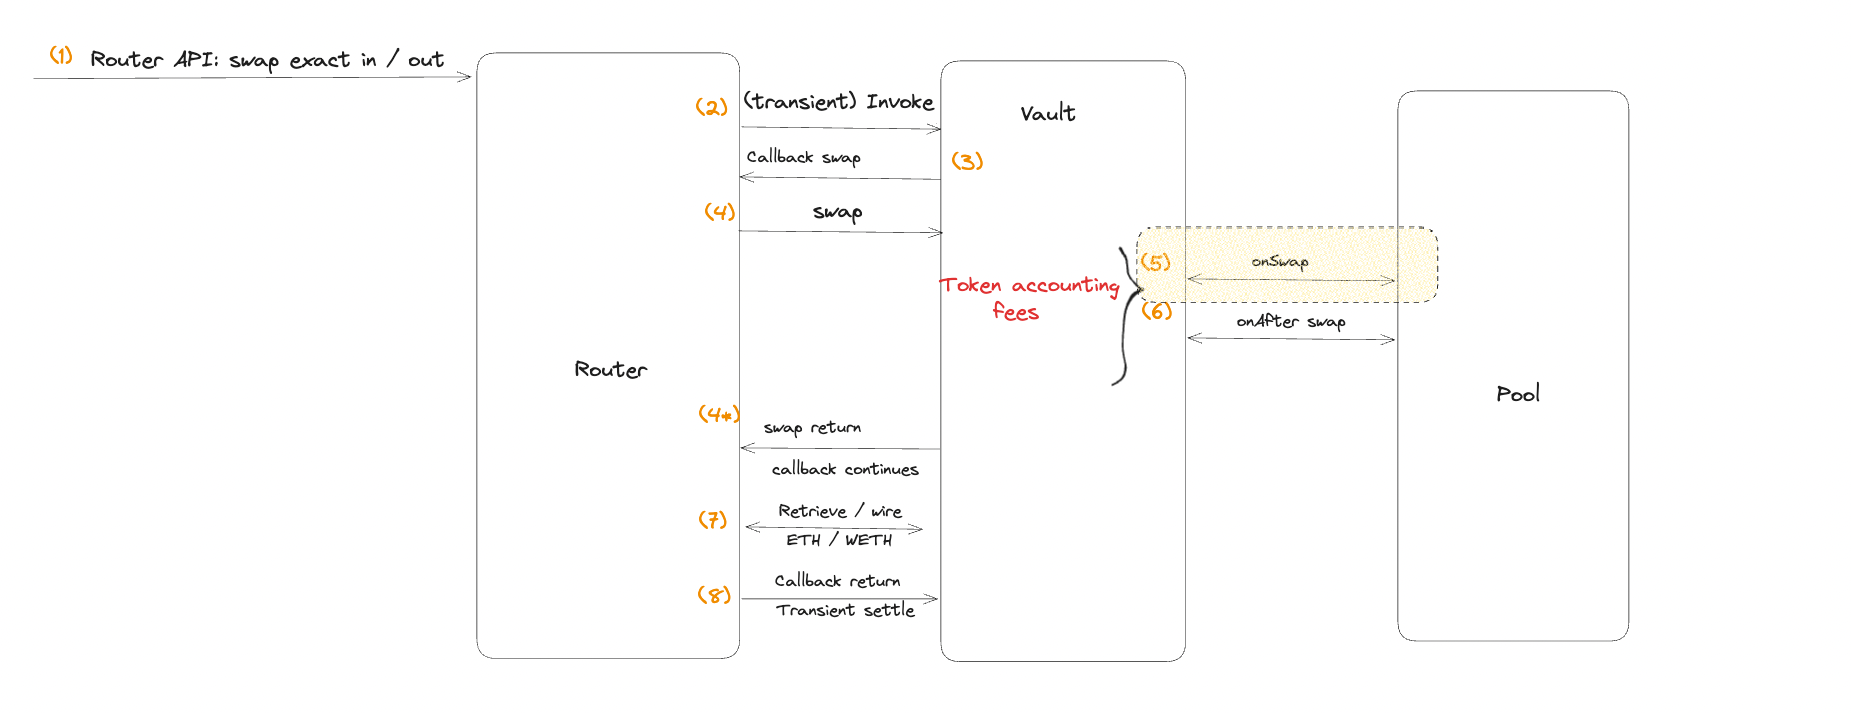 (1) Router API: swap exact in / out
(2) (transient) Invoke
Vault
Callback swap (3)
(4) swap
(5) onSwap
Token accounting
fees
(6) onAfter swap
Router
Pool
(4*) swap return
callback continues
(7) Retrieve / wire
ETH / WETH
(8) Callback return
Transient settle